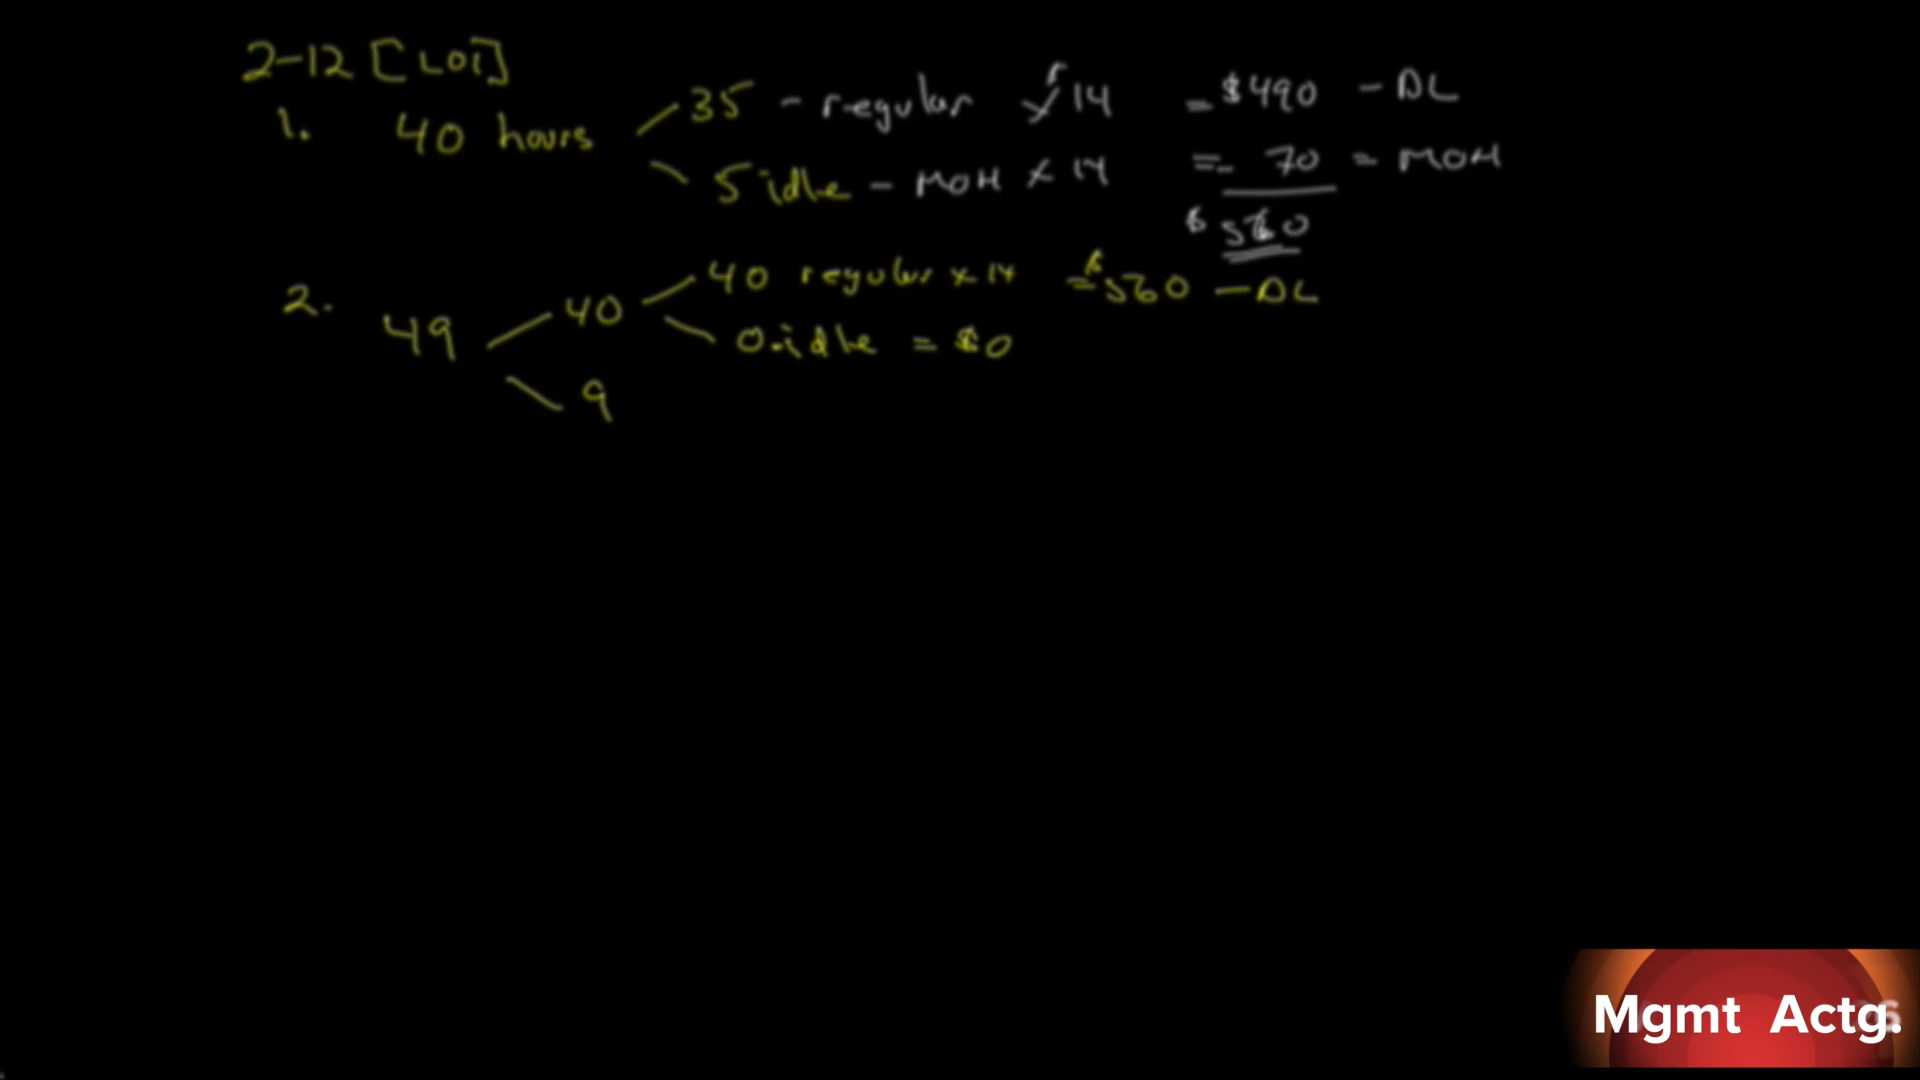 2-12 [LO1]
1. 40 hours 35 - regular x 14 = $490 - DL
5 idle - MOH x 14 = 70 = MOH
$ 560
2. 49 40 40 regular x 14 = $560 - DL
0 idle = $0
9
Mgmt Actg.